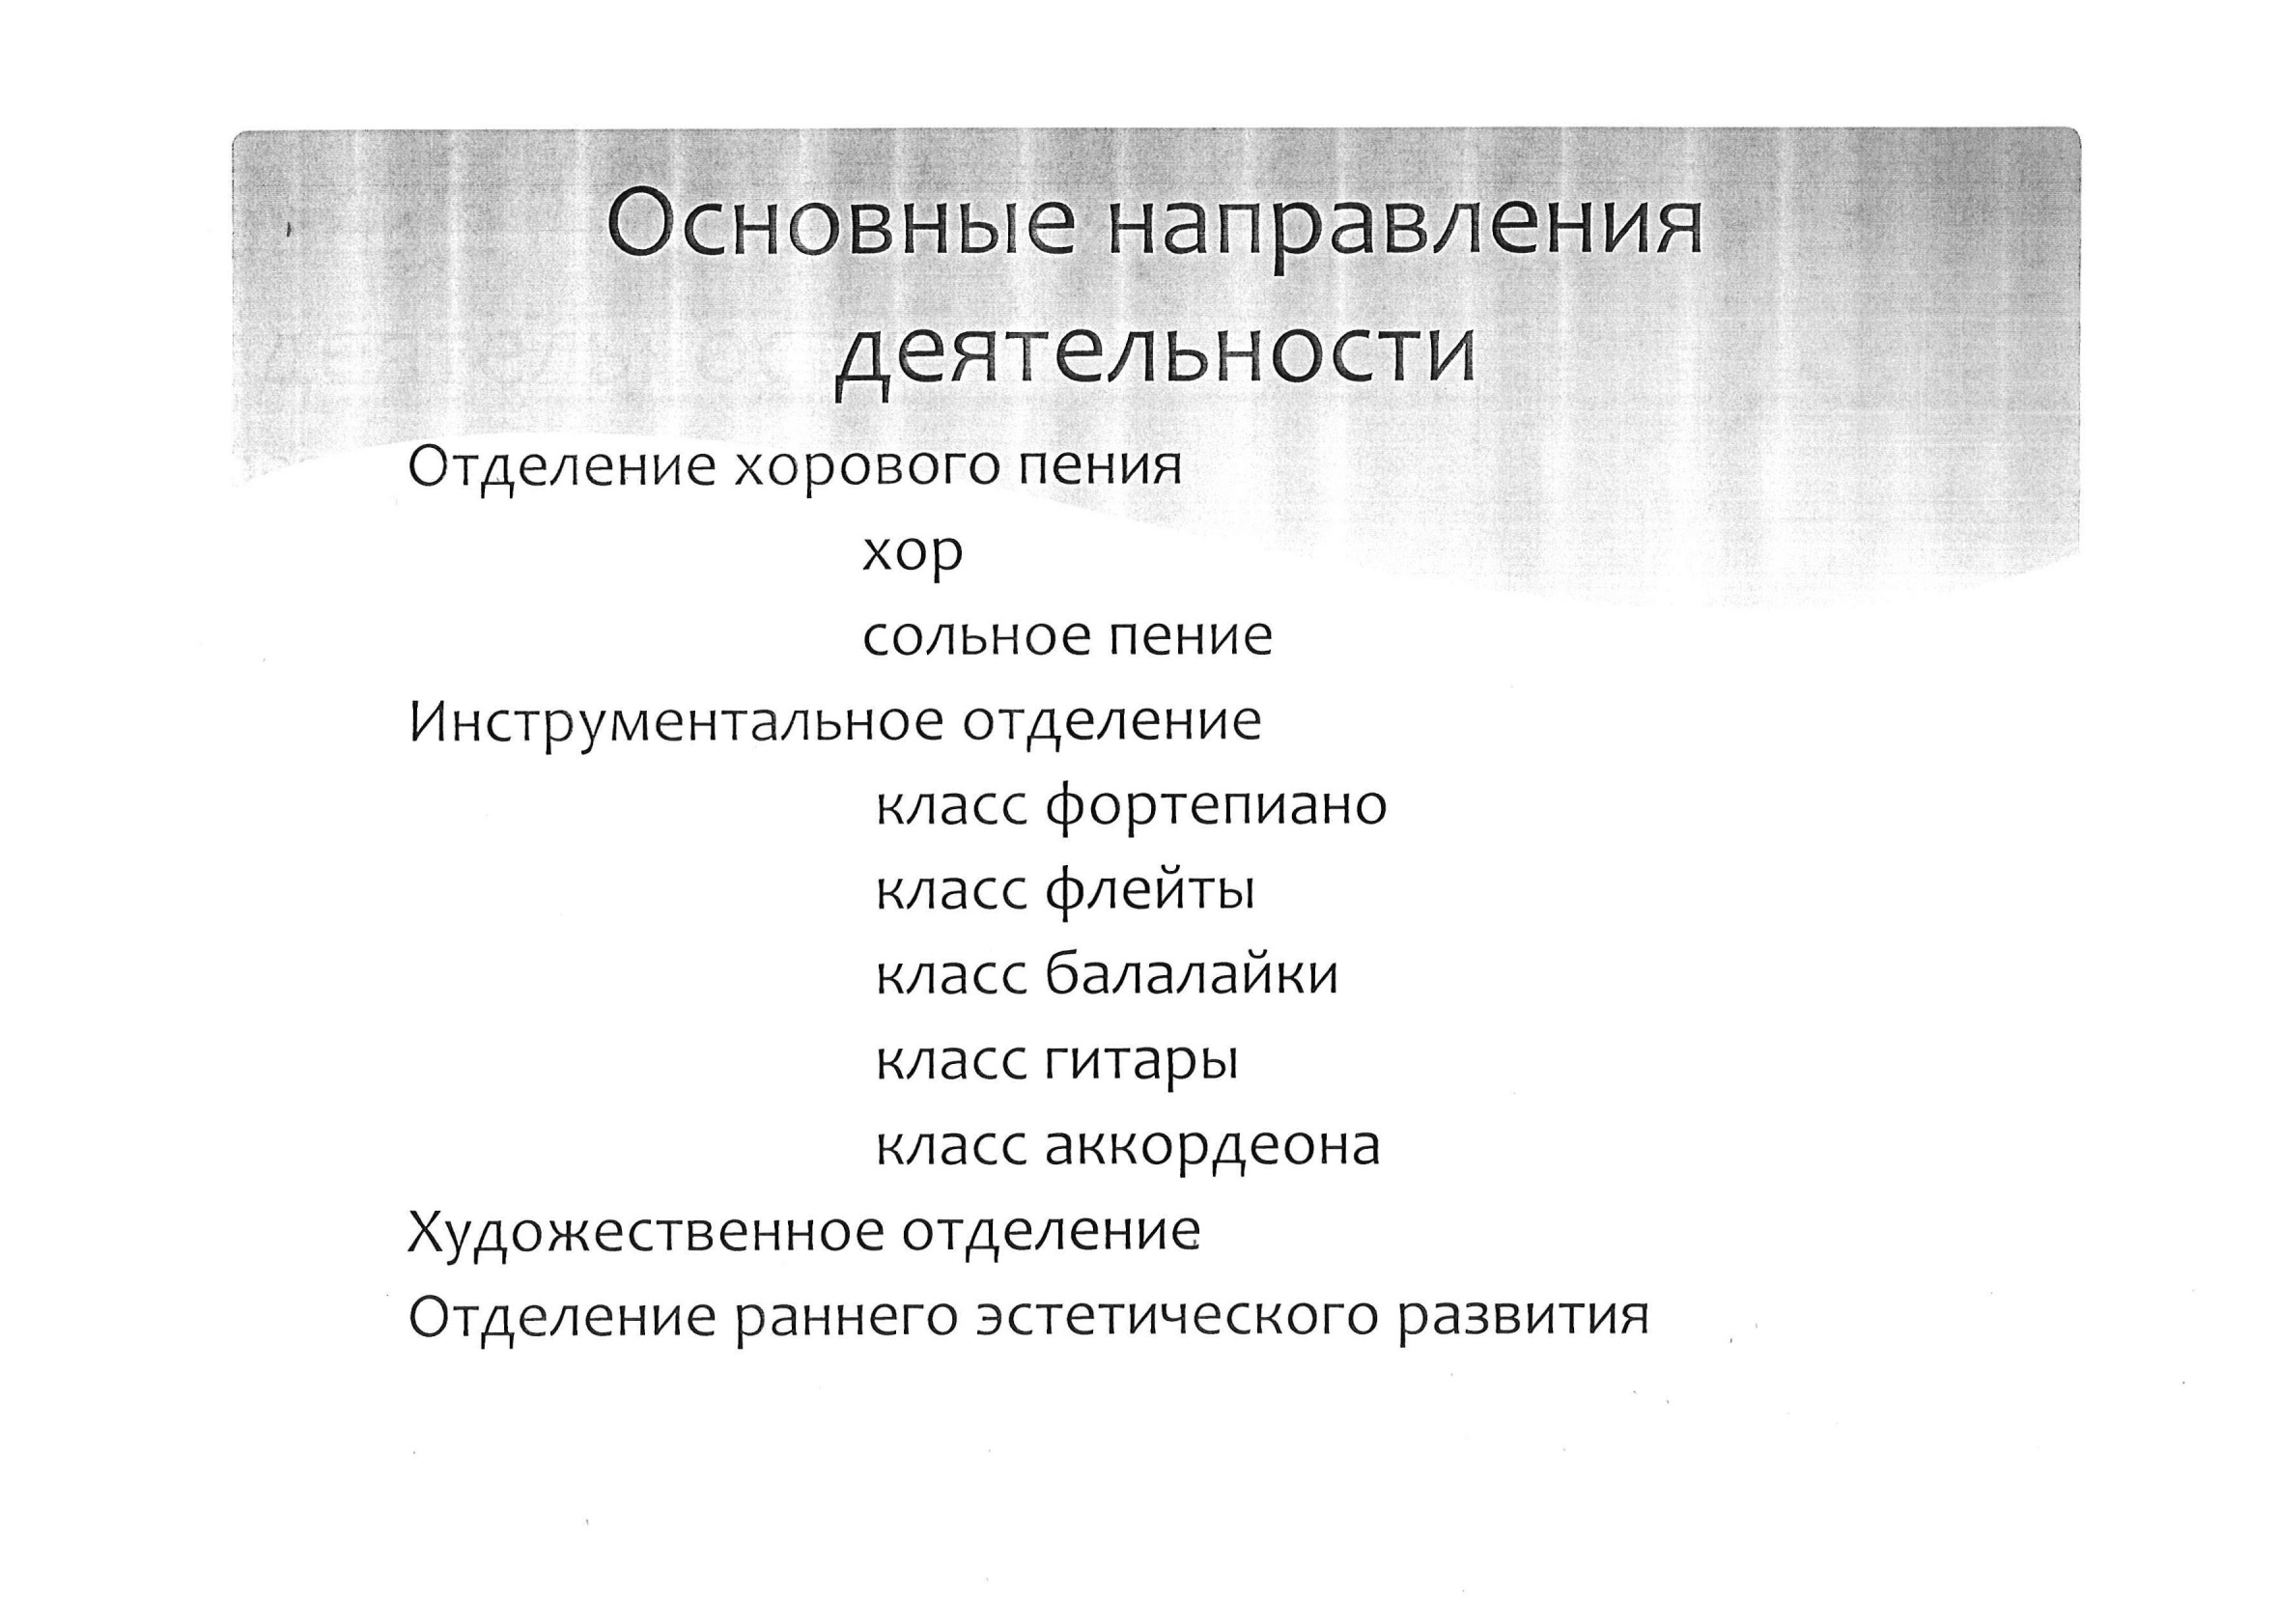 Основные направления
деятельности
Отделение хорового пения
хор
сольное пение
Инструментальное отделение
класс фортепиано
класс флейты
класс балалайки
класс гитары
класс аккордеона
Художественное отделение
Отделение раннего эстетического развития